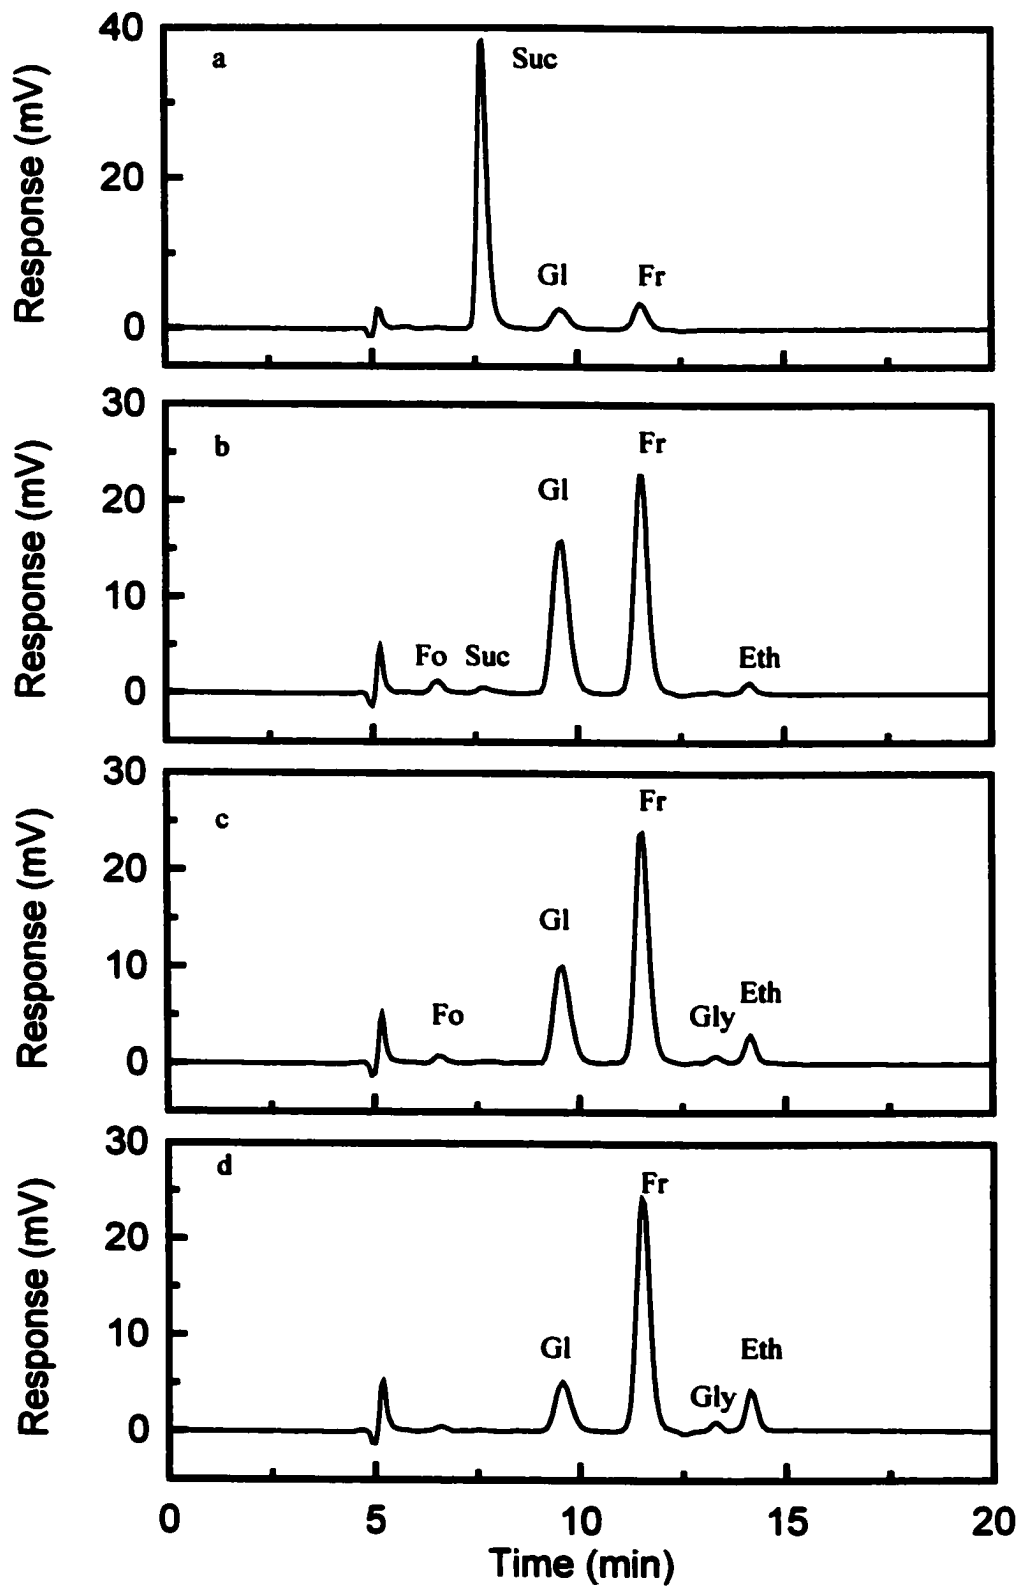 40
a
Suc
20
Gl
Fr
0
Response (mV)
30
b
Fr
Gl
20
10
Fo
Suc
Eth
0
Response (mV)
30
c
Fr
20
Gl
10
Fo
Gly
Eth
0
Response (mV)
30
d
Fr
20
10
Gl
Eth
Gly
0
Response (mV)
0 5 10 15 20
Time (min)